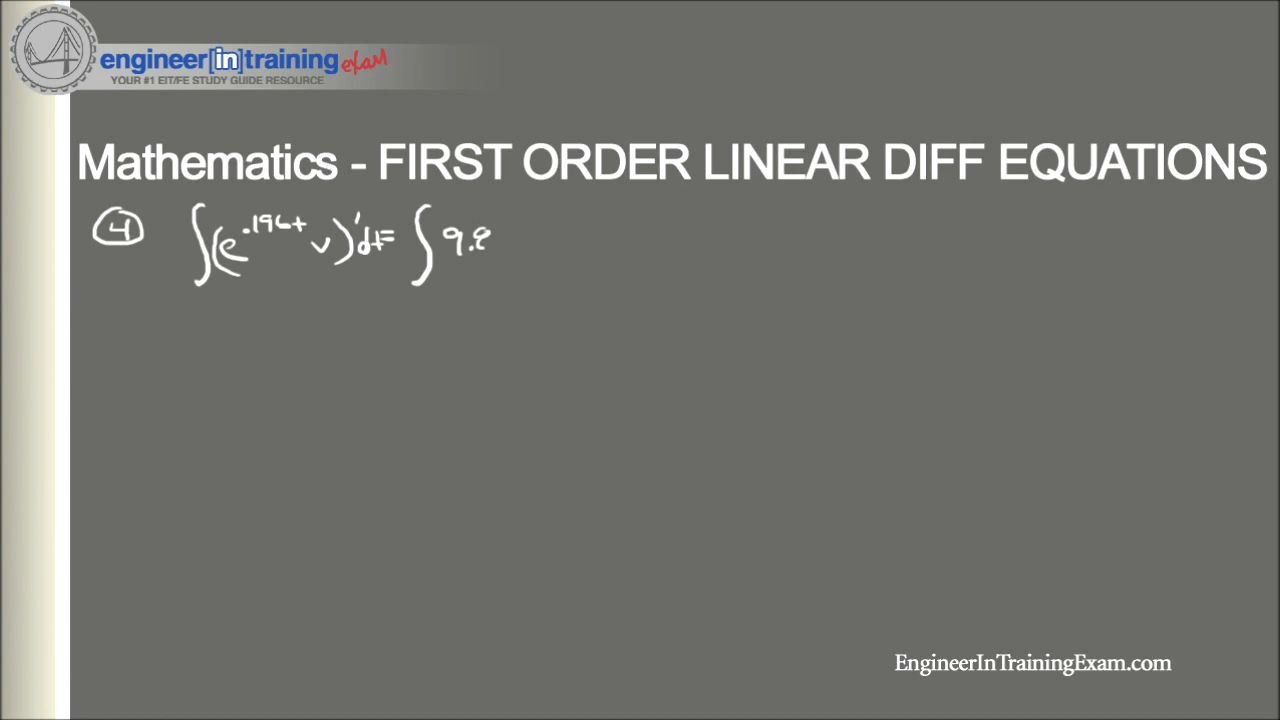 engineer[in]training exam
YOUR #1 EIT/FE STUDY GUIDE RESOURCE
Mathematics - FIRST ORDER LINEAR DIFF EQUATIONS
④ ∫(e^.196t v)' dt = ∫ 9.8
EngineerInTrainingExam.com